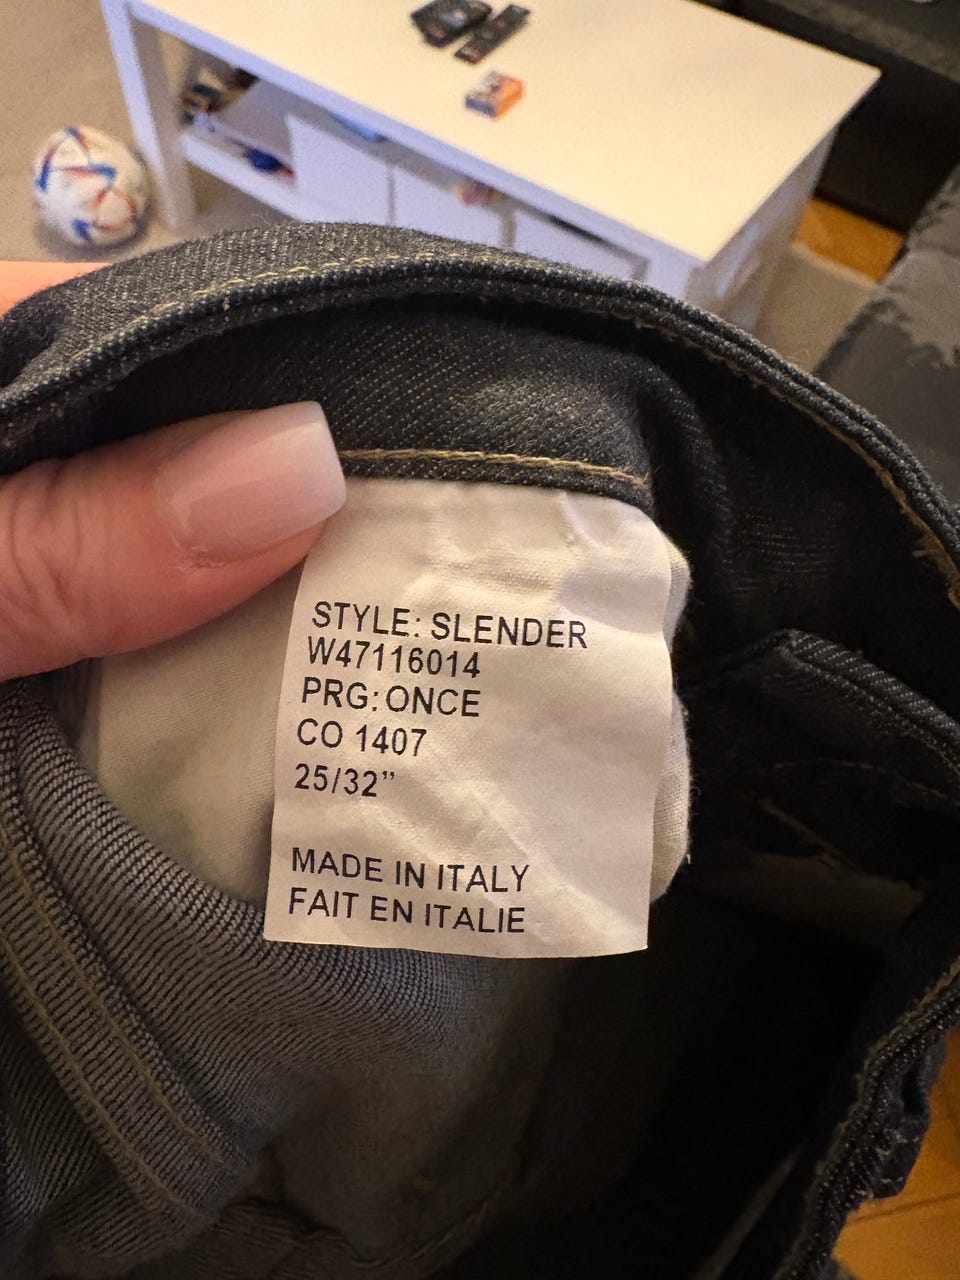 STYLE: SLENDER
W47116014
PRG: ONCE
CO 1407
25/32”
MADE IN ITALY
FAIT EN ITALIE